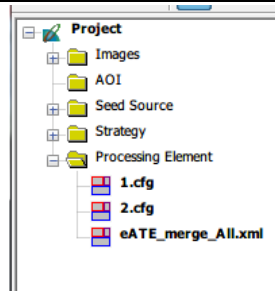 Project
Images
AOI
Seed Source
Strategy
Processing Element
1.cfg
2.cfg
eATE_merge_All.xml